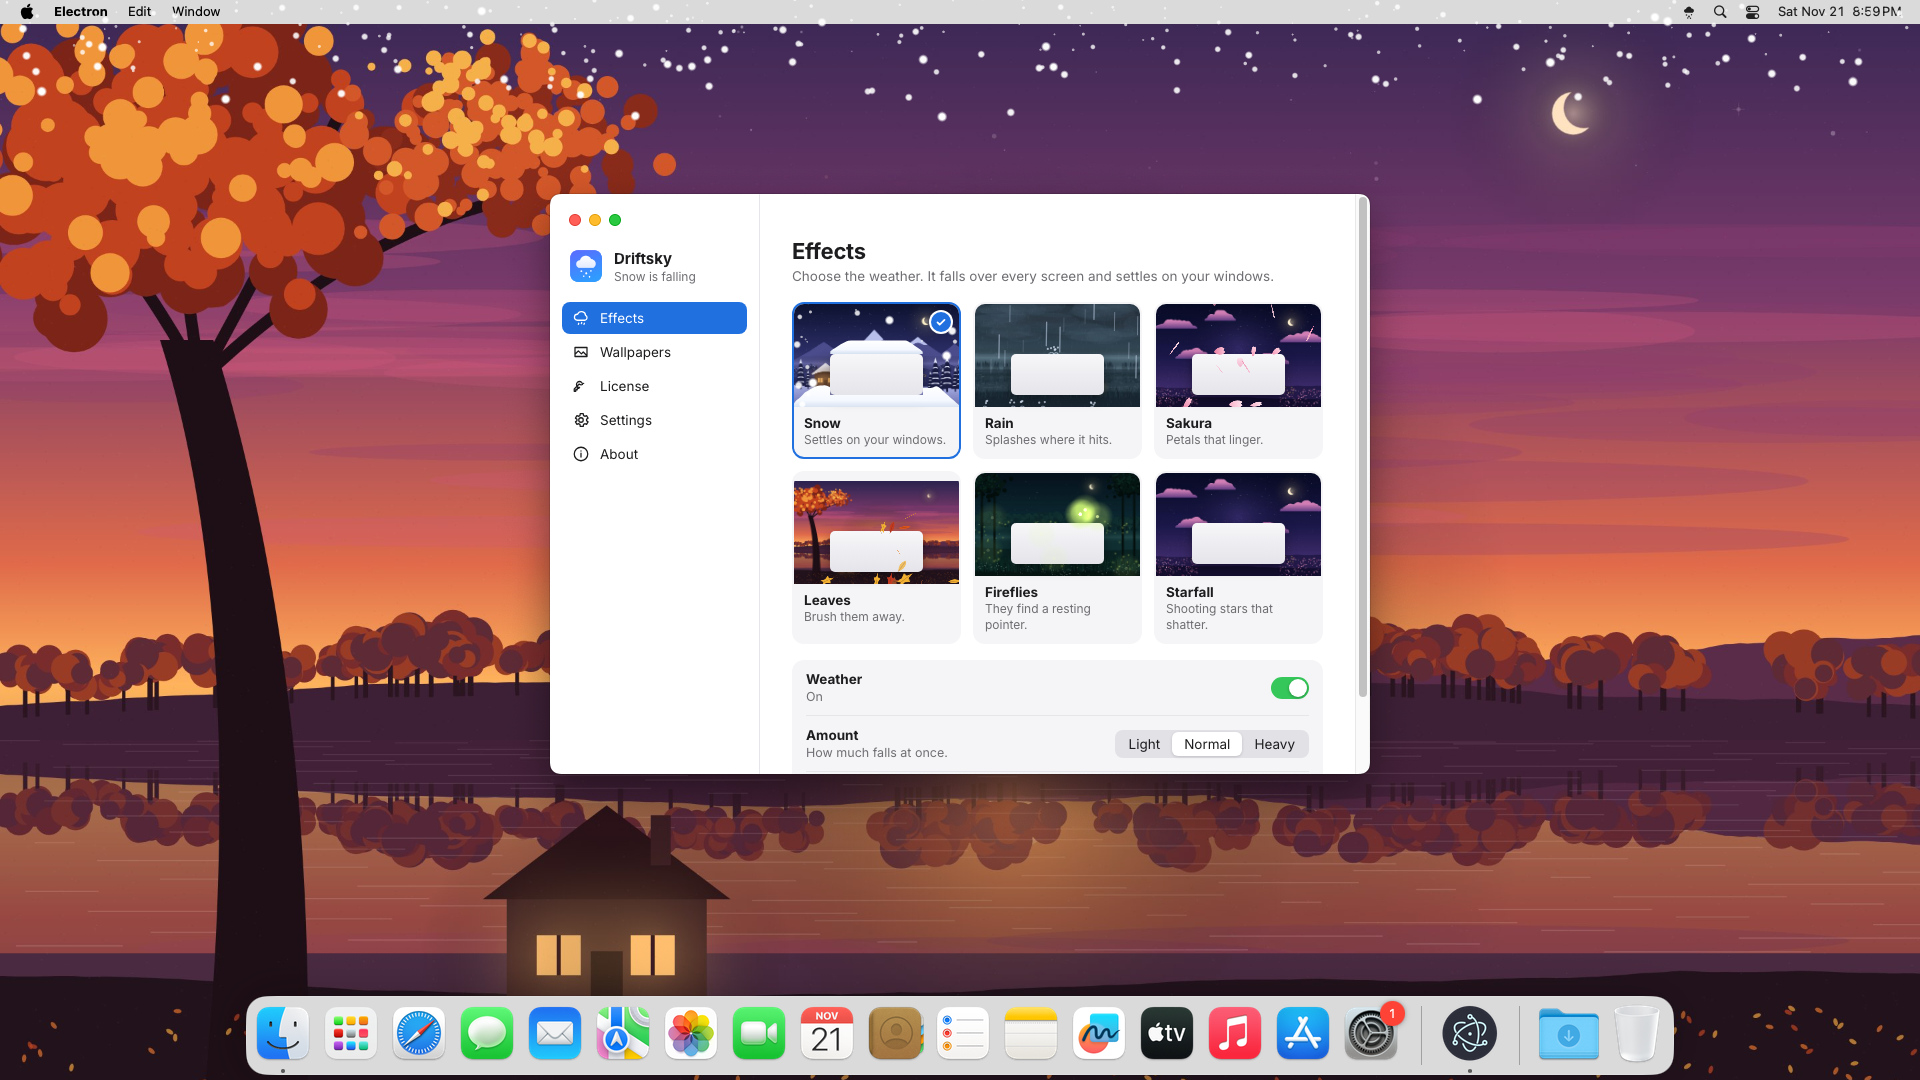 Electron Edit Window
Sat Nov 21 8:59 PM
Driftsky
Snow is falling
Effects
Wallpapers
License
Settings
About
Effects
Choose the weather. It falls over every screen and settles on your windows.
Snow
Settles on your windows.
Rain
Splashes where it hits.
Sakura
Petals that linger.
Leaves
Brush them away.
Fireflies
They find a resting
pointer.
Starfall
Shooting stars that
shatter.
Weather
On
Amount
How much falls at once.
Light Normal Heavy
NOV
21
tv
1